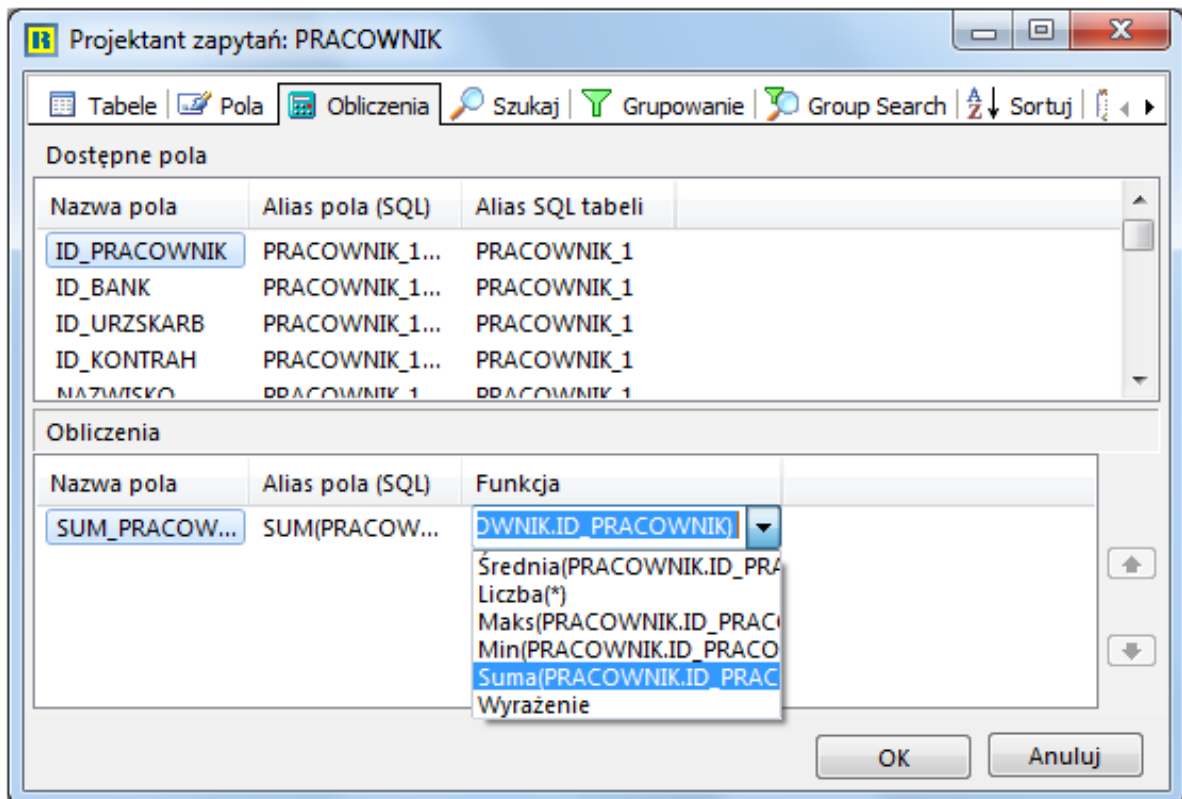 Projektant zapytań: PRACOWNIK
Tabele Pola Obliczenia Szukaj Grupowanie Group Search Sortuj
Dostępne pola
Nazwa pola Alias pola (SQL) Alias SQL tabeli
ID_PRACOWNIK PRACOWNIK_1... PRACOWNIK_1
ID_BANK PRACOWNIK_1... PRACOWNIK_1
ID_URZSKARB PRACOWNIK_1... PRACOWNIK_1
ID_KONTRAH PRACOWNIK_1... PRACOWNIK_1
NAZWISKO PRACOWNIK_1 PRACOWNIK_1
Obliczenia
Nazwa pola Alias pola (SQL) Funkcja
SUM_PRACOW... SUM(PRACOW... OWNIK.ID_PRACOWNIK)
Średnia(PRACOWNIK.ID_PRA
Liczba(*)
Maks(PRACOWNIK.ID_PRAC
Min(PRACOWNIK.ID_PRACO
Suma(PRACOWNIK.ID_PRAC
Wyrażenie
OK Anuluj